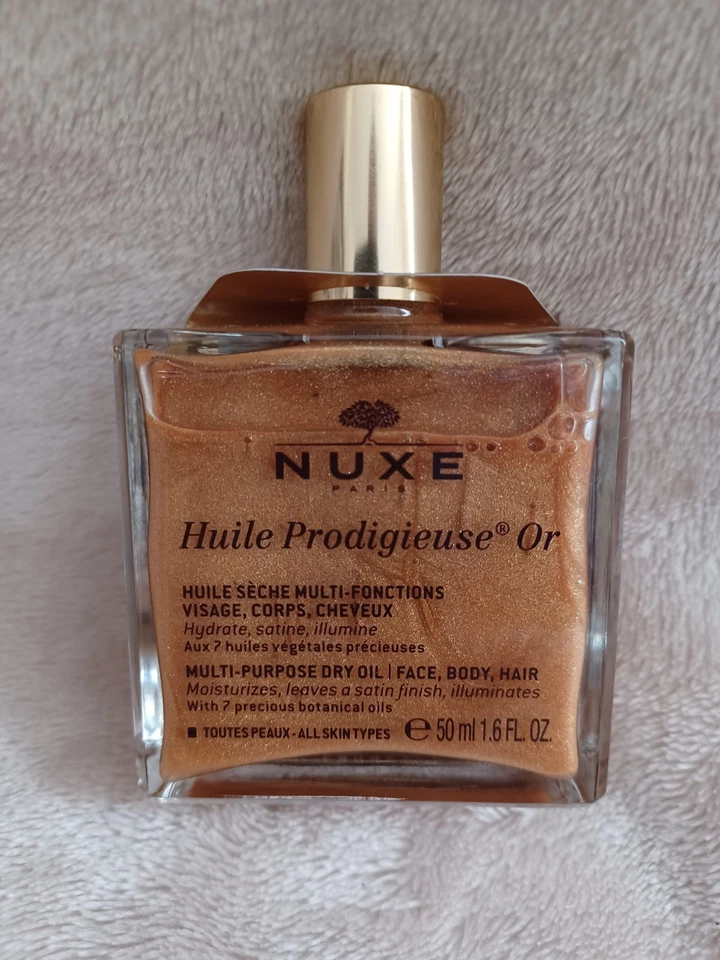 NUXE
PARIS
Huile Prodigieuse® Or
HUILE SÈCHE MULTI-FONCTIONS
VISAGE, CORPS, CHEVEUX
Hydrate, satine, illumine
Aux 7 huiles végétales précieuses
MULTI-PURPOSE DRY OIL | FACE, BODY, HAIR
Moisturizes, leaves a satin finish, illuminates
With 7 precious botanical oils
■ TOUTES PEAUX - ALL SKIN TYPES ℮ 50 ml 1.6 FL. OZ.